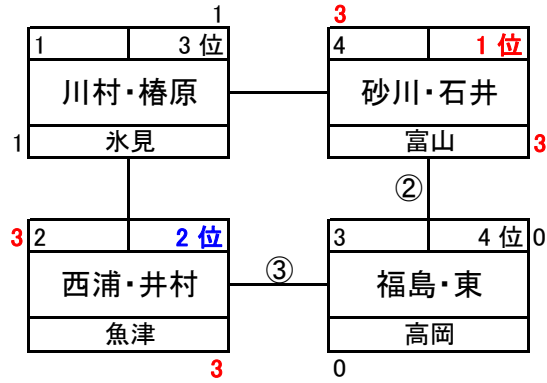 1 3
1 3 位 4 1 位
川村・椿原 砂川・石井
1 氷見 富山 3
②
3 2 2 位 3 4 位 0
西浦・井村 ③ 福島・東
魚津 高岡
3 0